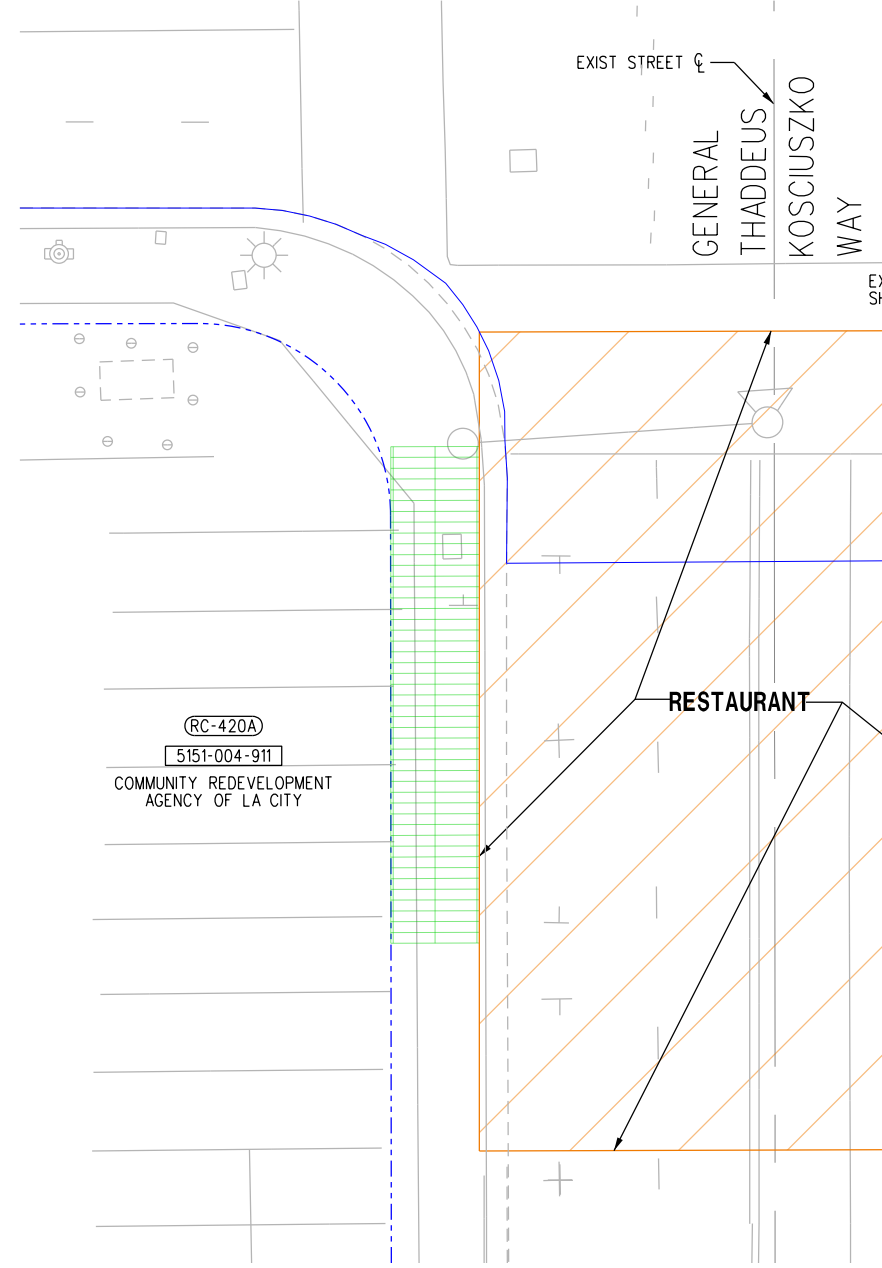 EXIST STREET ℄
GENERAL
THADDEUS
KOSCIUSZKO
WAY
RESTAURANT
RC-420A
5151-004-911
COMMUNITY REDEVELOPMENT
AGENCY OF LA CITY